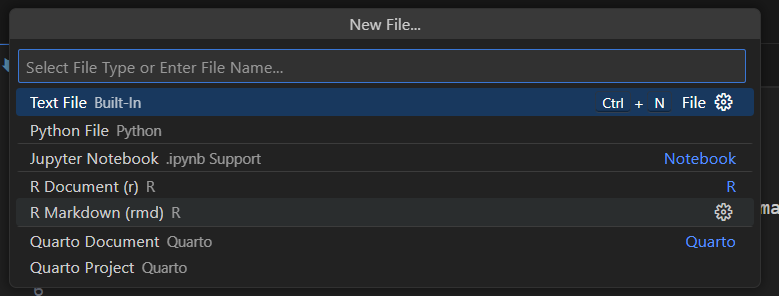 New File...
Select File Type or Enter File Name...
Text File Built-In Ctrl + N File
Python File Python
Jupyter Notebook .ipynb Support Notebook
R Document (r) R R
R Markdown (rmd) R
Quarto Document Quarto Quarto
Quarto Project Quarto